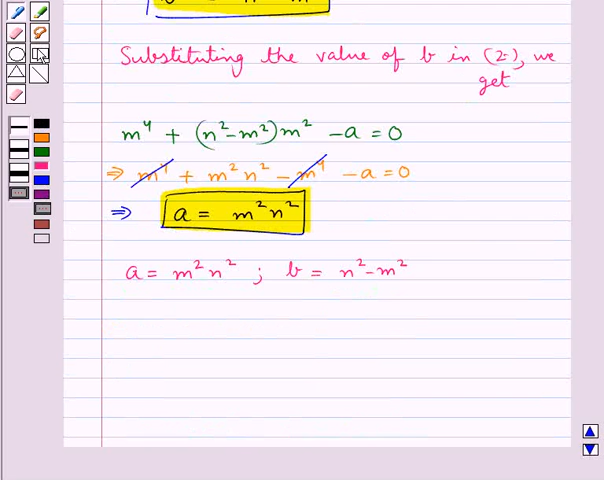 Substituting the value of b in (2), we
get
m⁴ + (n²-m²)m² -a = 0
⇒ m⁴ + m²n² - m⁴ -a = 0
⇒ a = m²n²
a = m²n² ; b = n²-m²